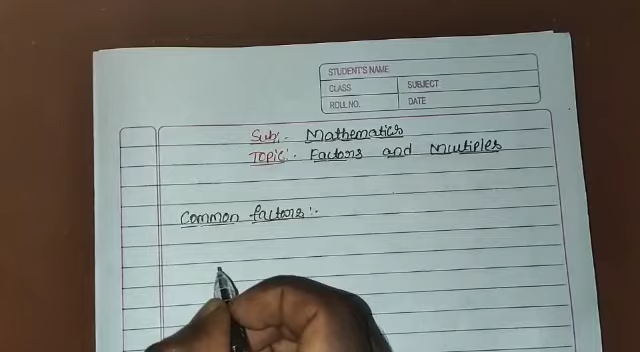 STUDENT'S NAME
CLASS SUBJECT
ROLL NO. DATE
Sub:- Mathematics
Topic:- Factors and Multiples
Common factors:-